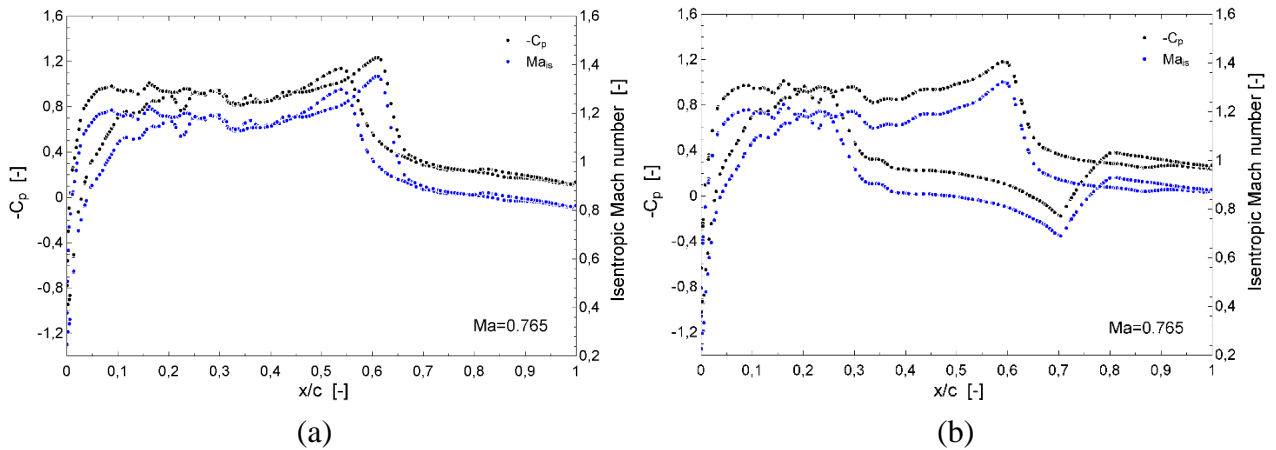 1,6
1,2
0,8
0,4
0
-0,4
-0,8
-1,2
-Cp [-]
1,6
1,4
1,2
1
0,8
0,6
0,4
0,2
Isentropic Mach number [-]
-Cp
Mais
Ma=0.765
0 0,1 0,2 0,3 0,4 0,5 0,6 0,7 0,8 0,9 1
x/c [-]
(a)
1,6
1,2
0,8
0,4
0
-0,4
-0,8
-1,2
-Cp [-]
1,6
1,4
1,2
1
0,8
0,6
0,4
0,2
Isentropic Mach number [-]
-Cp
Mais
Ma=0.765
0 0,1 0,2 0,3 0,4 0,5 0,6 0,7 0,8 0,9 1
x/c [-]
(b)